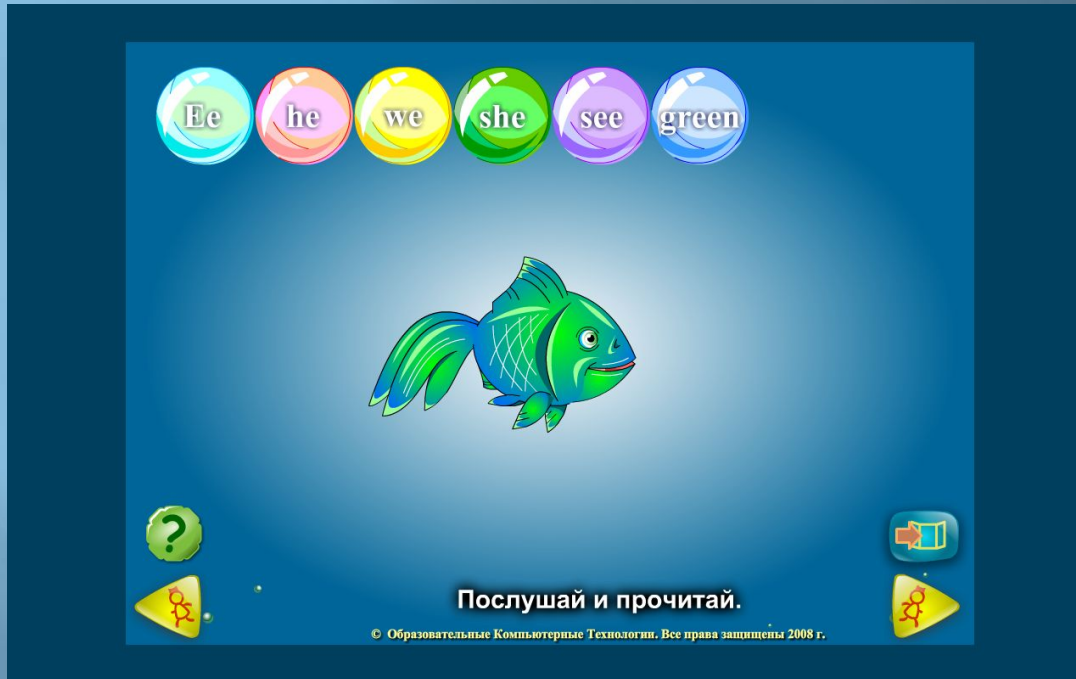 Ee he we she see green
?
Послушай и прочитай.
© Образовательные Компьютерные Технологии. Все права защищены 2008 г.